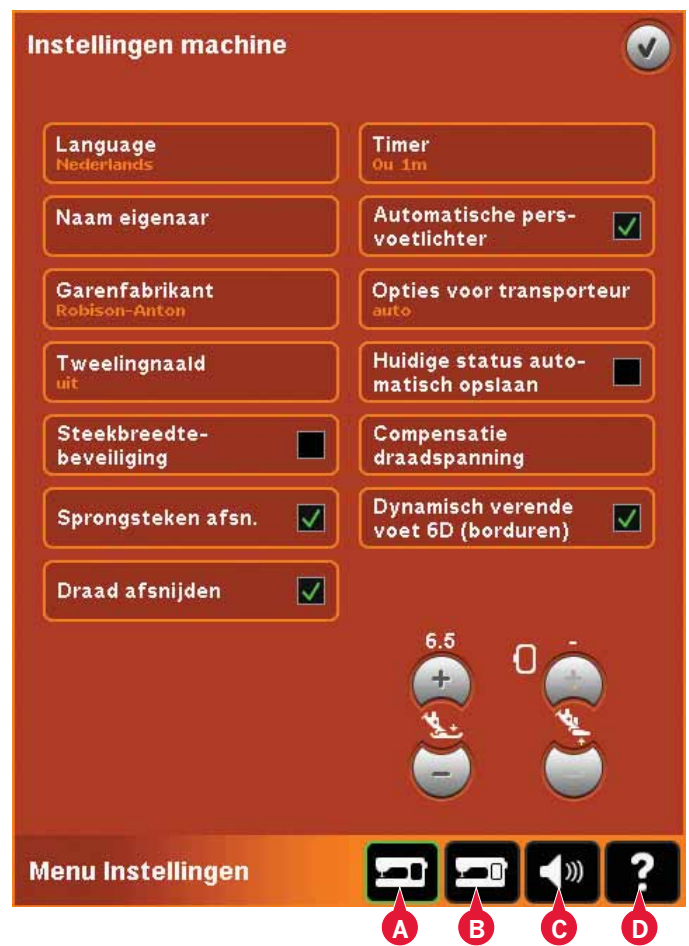 Instellingen machine
Language
Nederlands
Naam eigenaar
Garenfabrikant
Robison-Anton
Tweelingnaald
uit
Steekbreedte-
beveiliging
Sprongsteken afsn.
Draad afsnijden
Timer
0u 1m
Automatische pers-
voetlichter
Opties voor transporteur
auto
Huidige status auto-
matisch opslaan
Compensatie
draadspanning
Dynamisch verende
voet 6D (borduren)
6.5
-
+
+
-
-
Menu Instellingen
?
A
B
C
D